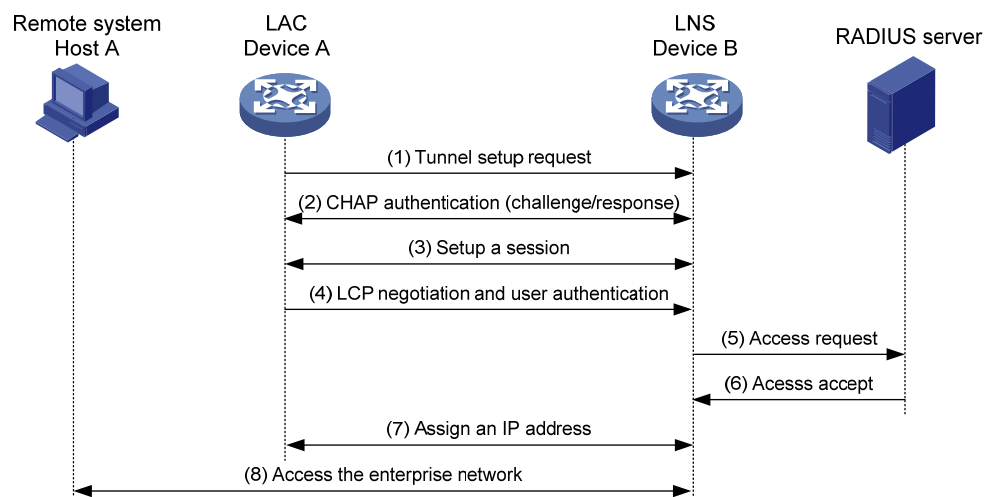 Remote system
Host A
LAC
Device A
LNS
Device B
RADIUS server
(1) Tunnel setup request
(2) CHAP authentication (challenge/response)
(3) Setup a session
(4) LCP negotiation and user authentication
(5) Access request
(6) Acesss accept
(7) Assign an IP address
(8) Access the enterprise network